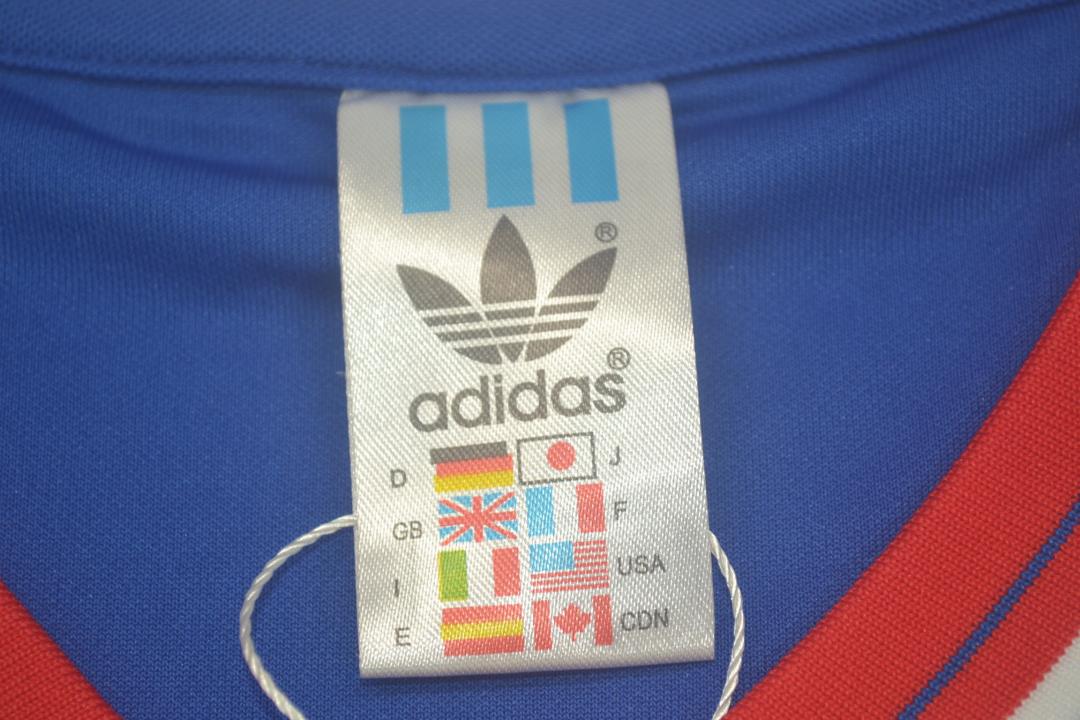 ®
adidas®
D J
GB F
I USA
E CDN